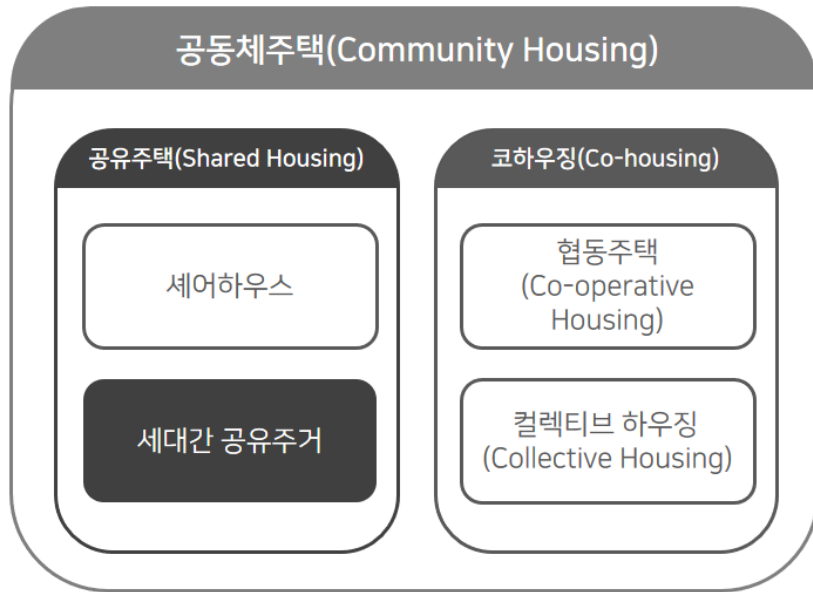 공동체주택(Community Housing)
공유주택(Shared Housing)
셰어하우스
세대간 공유주거
코하우징(Co-housing)
협동주택
(Co-operative
Housing)
컬렉티브 하우징
(Collective Housing)